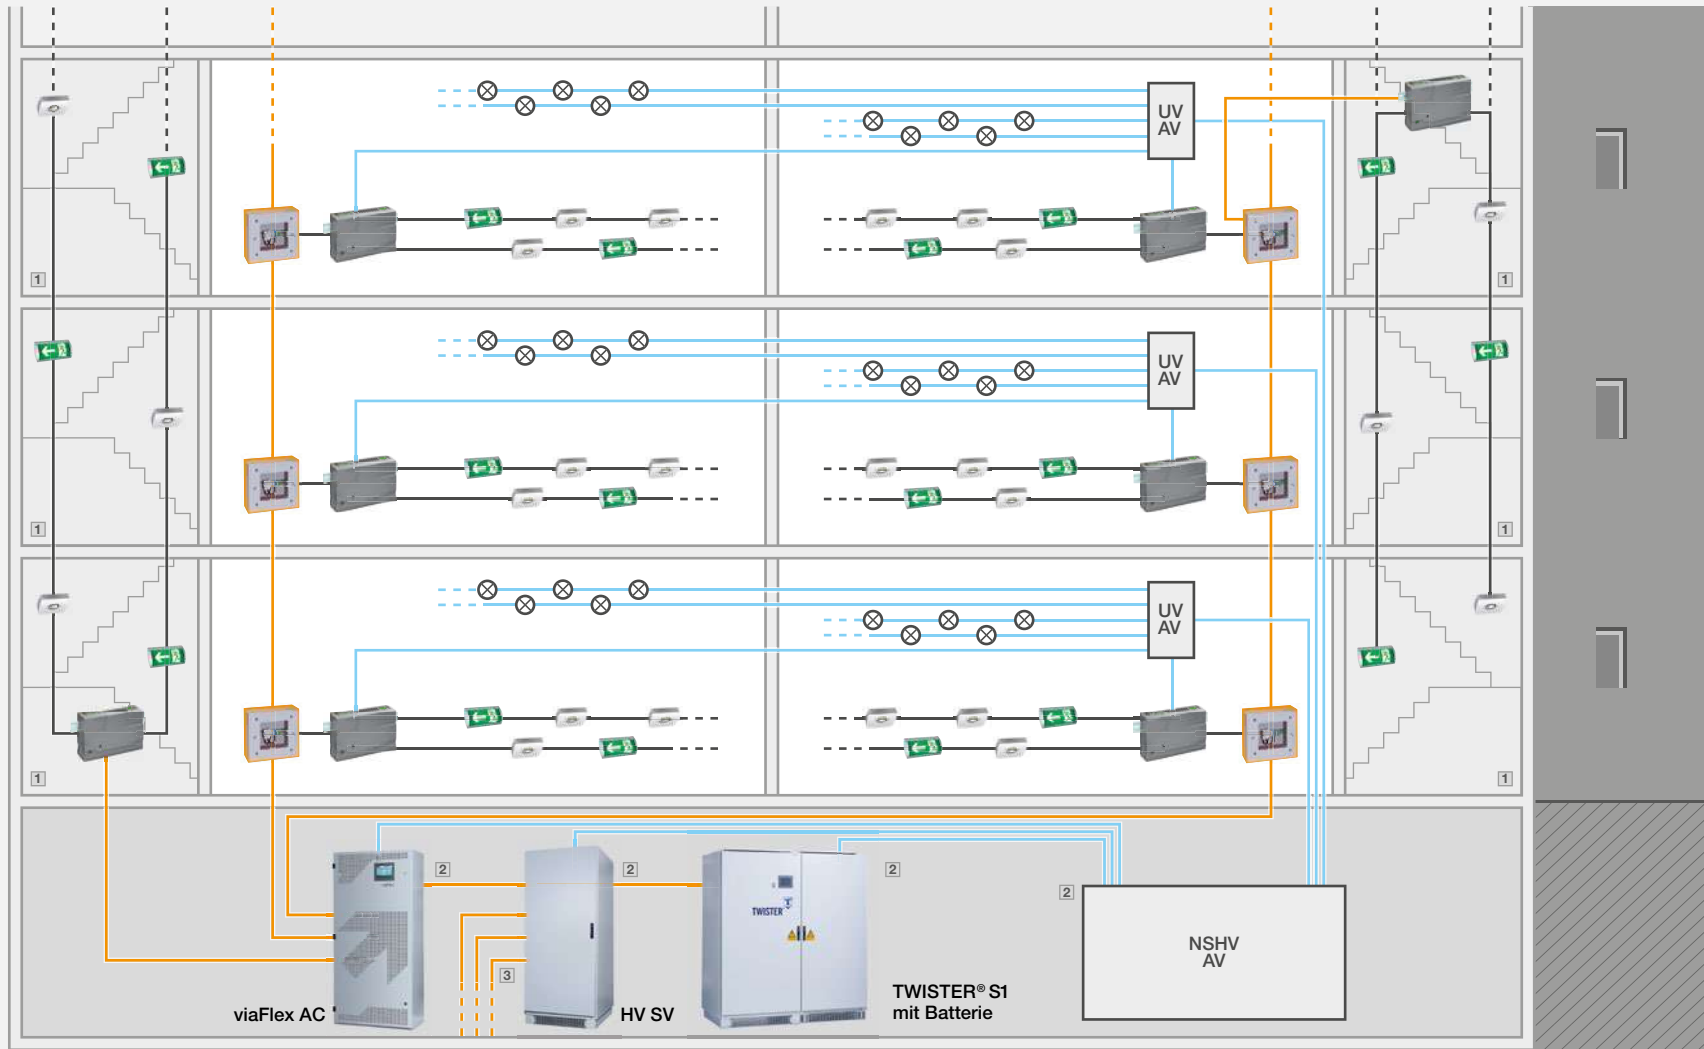 UV
AV
1
1
UV
AV
1
1
UV
AV
1
1
2
2
2
2
TWISTER
NSHV
AV
3
viaFlex AC
HV SV
TWISTER® S1
mit Batterie